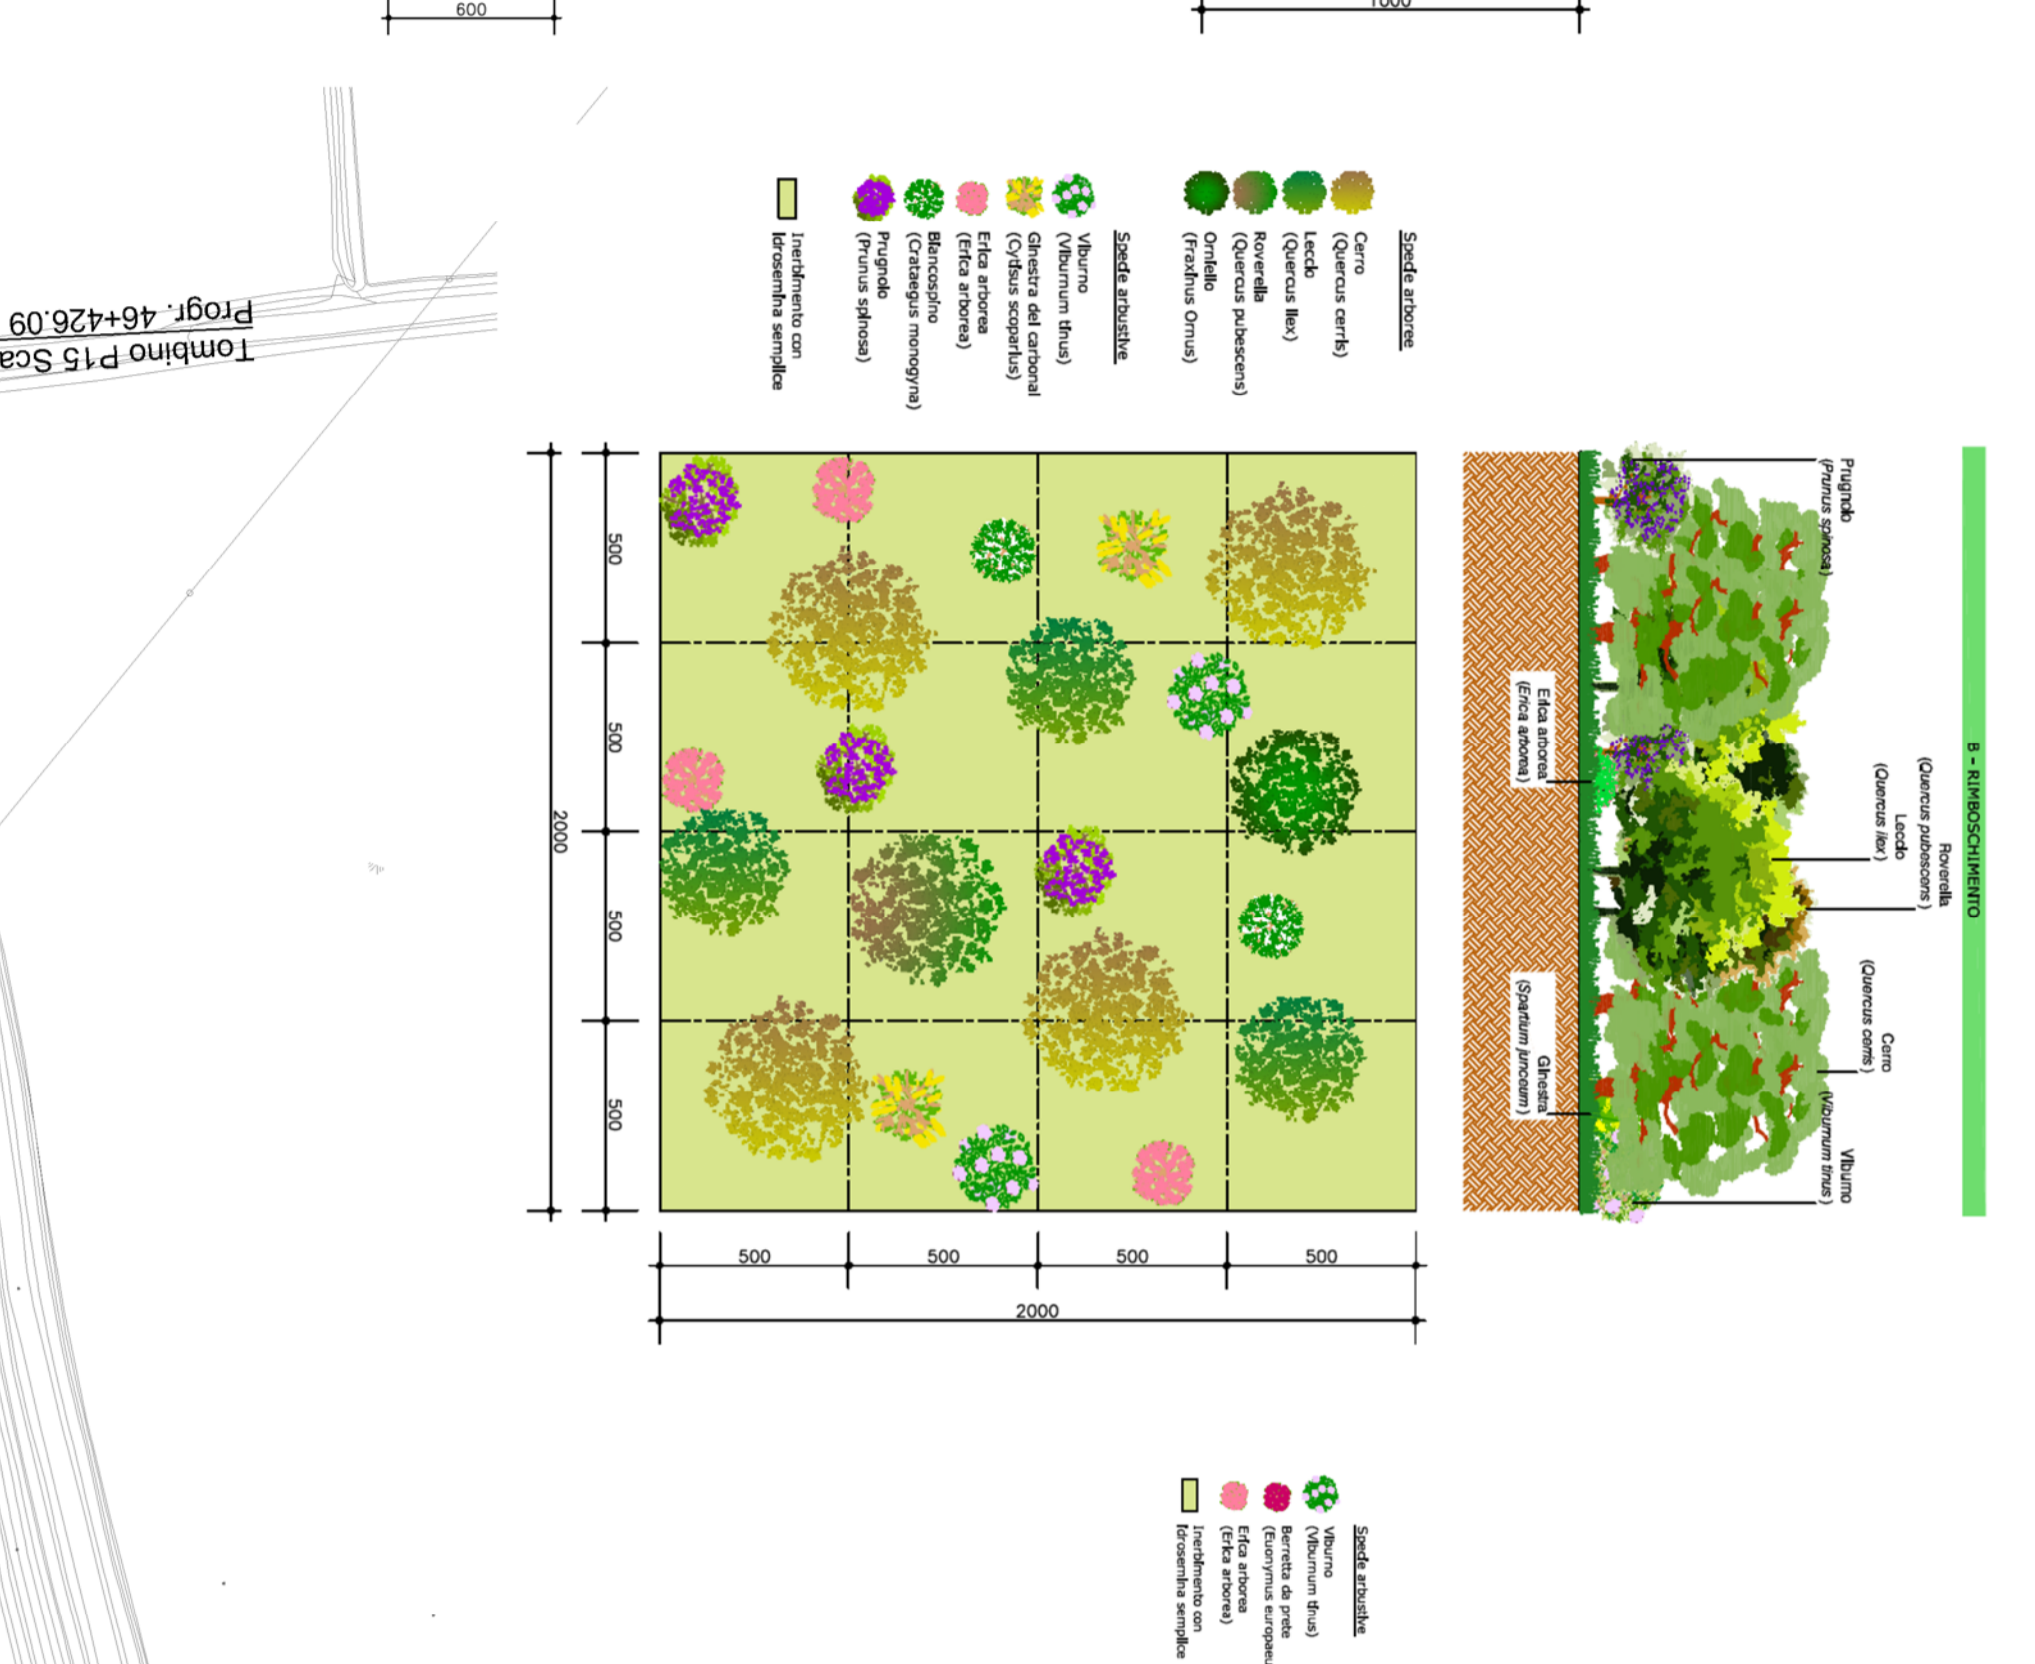 600
1000
Progr. 46+426.09
Tombino P15 Sca
B – RIMBOSCHIMENTO
Specie arboree
Cerro
(Quercus cerris)
Leccio
(Quercus ilex)
Roverella
(Quercus pubescens)
Orniello
(Fraxinus Ornus)
Specie arbustive
Viburno
(Viburnum tinus)
Ginestra del carbonai
(Cytisus scoparius)
Erica arborea
(Erica arborea)
Biancospino
(Crataegus monogyna)
Prugnolo
(Prunus spinosa)
Inerbimento con
idrosemina semplice
Prugnolo
(Prunus spinosa)
Roverella
(Quercus pubescens)
Leccio
(Quercus ilex)
Cerro
(Quercus cerris)
Viburno
(Viburnum tinus)
Erica arborea
(Erica arborea)
Ginestra
(Spartium junceum)
500
500
500
500
2000
500
500
500
500
2000
Specie arbustive
Viburno
(Viburnum tinus)
Berretta da prete
(Euonymus europaeu
Erica arborea
(Erica arborea)
Inerbimento con
idrosemina semplice